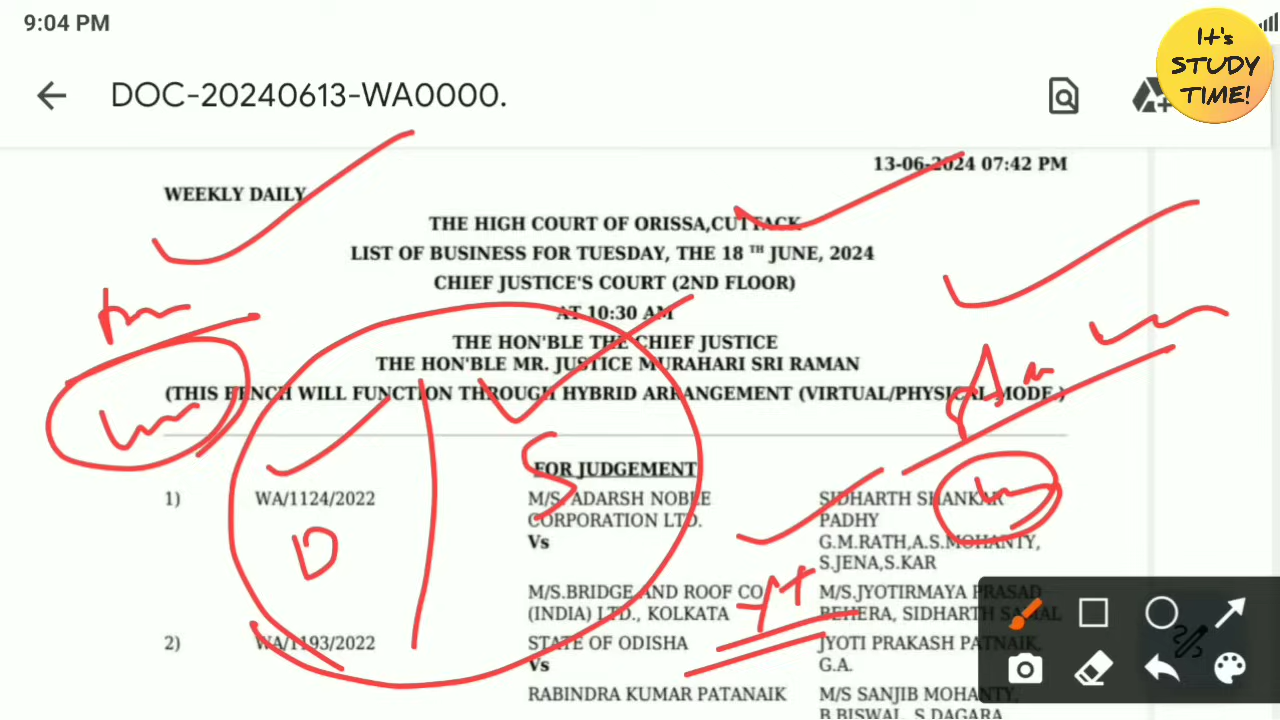 9:04 PM
It's
STUDY
TIME!
DOC-20240613-WA0000.
13-06-2024 07:42 PM
WEEKLY DAILY
THE HIGH COURT OF ORISSA,CUTTACK
LIST OF BUSINESS FOR TUESDAY, THE 18 TH JUNE, 2024
CHIEF JUSTICE'S COURT (2ND FLOOR)
AT 10:30 AM
THE HON'BLE THE CHIEF JUSTICE
THE HON'BLE MR. JUSTICE MURAHARI SRI RAMAN
(THIS BENCH WILL FUNCTION THROUGH HYBRID ARRANGEMENT (VIRTUAL/PHYSICAL MODE.)
FOR JUDGEMENT
1) WA/1124/2022 M/S. ADARSH NOBLE SIDHARTH SHANKAR
CORPORATION LTD. PADHY
Vs G.M.RATH,A.S.MOHANTY,
S.JENA,S.KAR
D S
M/S.BRIDGE AND ROOF CO M/S.JYOTIRMAYA PRASAD
(INDIA) LTD., KOLKATA BEHERA, SIDHARTH SAMAL
2) WA/1193/2022 STATE OF ODISHA JYOTI PRAKASH PATNAIK,
Vs G.A.
RABINDRA KUMAR PATANAIK M/S SANJIB MOHANTY,
B.BISWAL, S.DAGARA